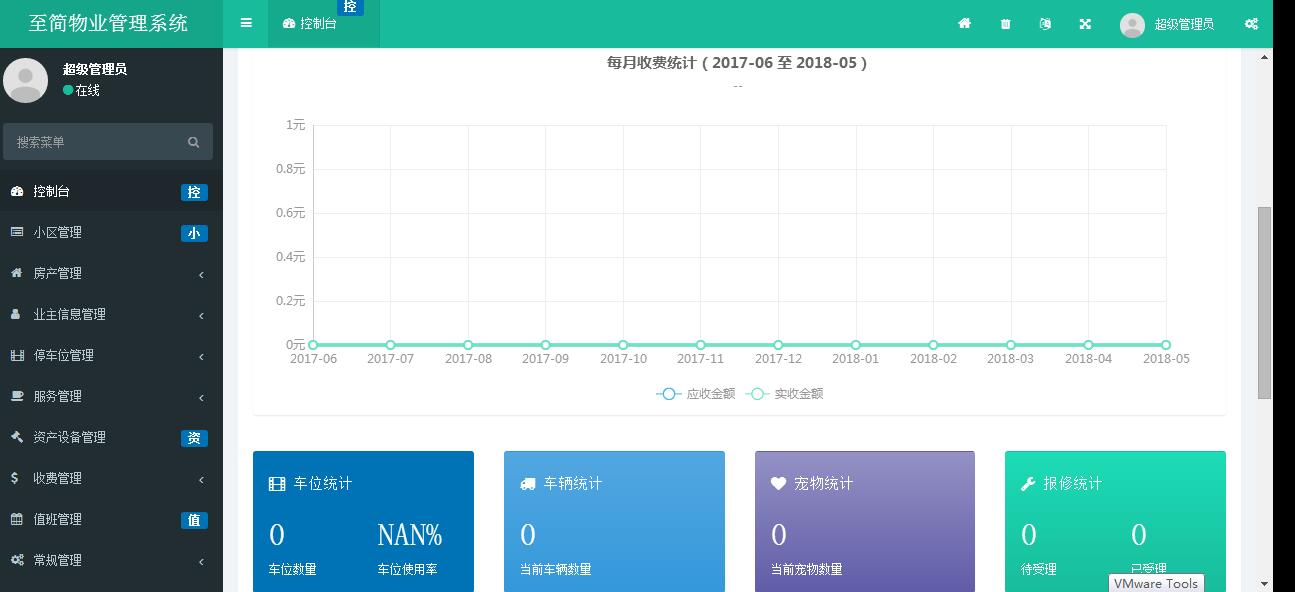 至简物业管理系统
控制台
控
超级管理员
超级管理员
在线
搜索菜单
控制台 控
小区管理 小
房产管理
业主信息管理
停车位管理
服务管理
资产设备管理 资
收费管理
值班管理 值
常规管理
每月收费统计 ( 2017-06 至 2018-05 )
--
1元
0.8元
0.6元
0.4元
0.2元
0元
2017-06 2017-07 2017-08 2017-09 2017-10 2017-11 2017-12 2018-01 2018-02 2018-03 2018-04 2018-05
应收金额 实收金额
车位统计
0 NAN%
车位数量 车位使用率
车辆统计
0
当前车辆数量
宠物统计
0
当前宠物数量
报修统计
0 0
待受理 已受理
VMware Tools